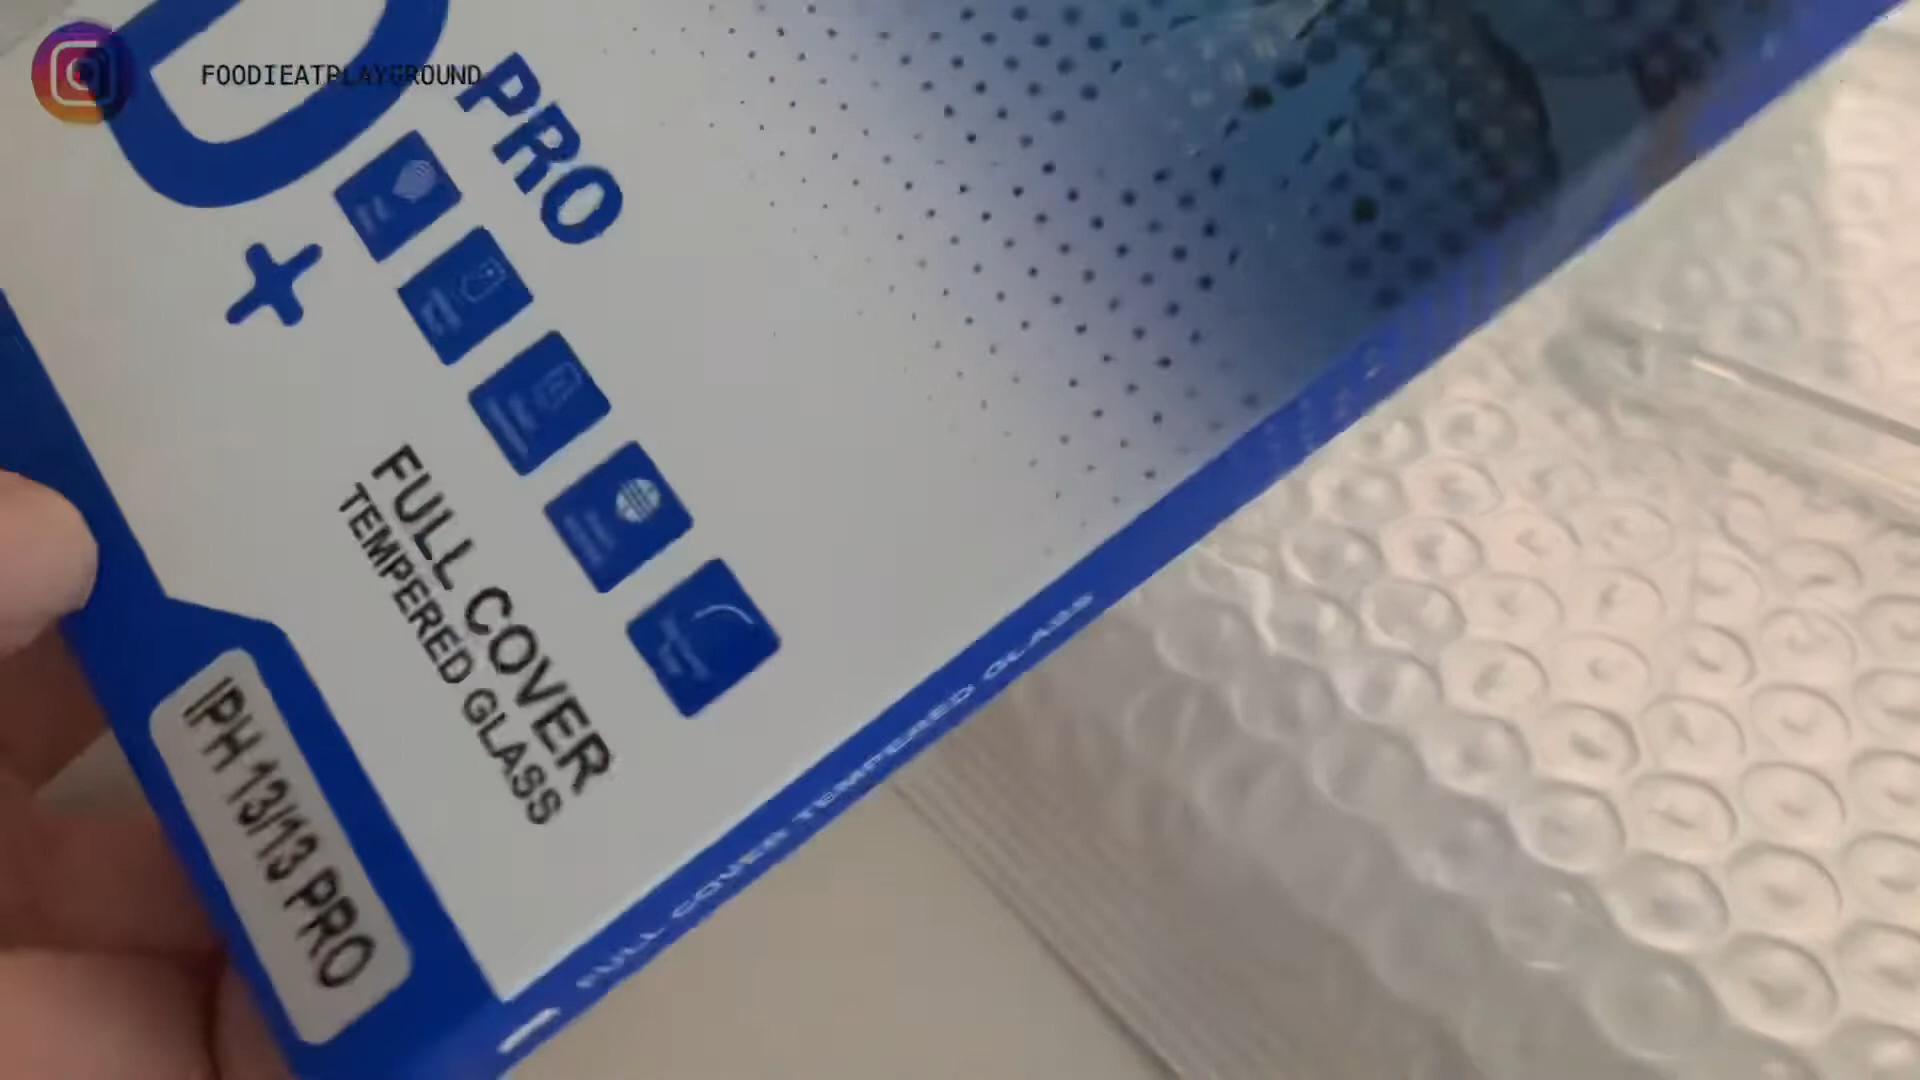 FOODIEATPLAYGROUND
D
PRO
+
FULL COVER
TEMPERED GLASS
IPH 13/13 PRO
FULL COVER TEMPERED GLASS